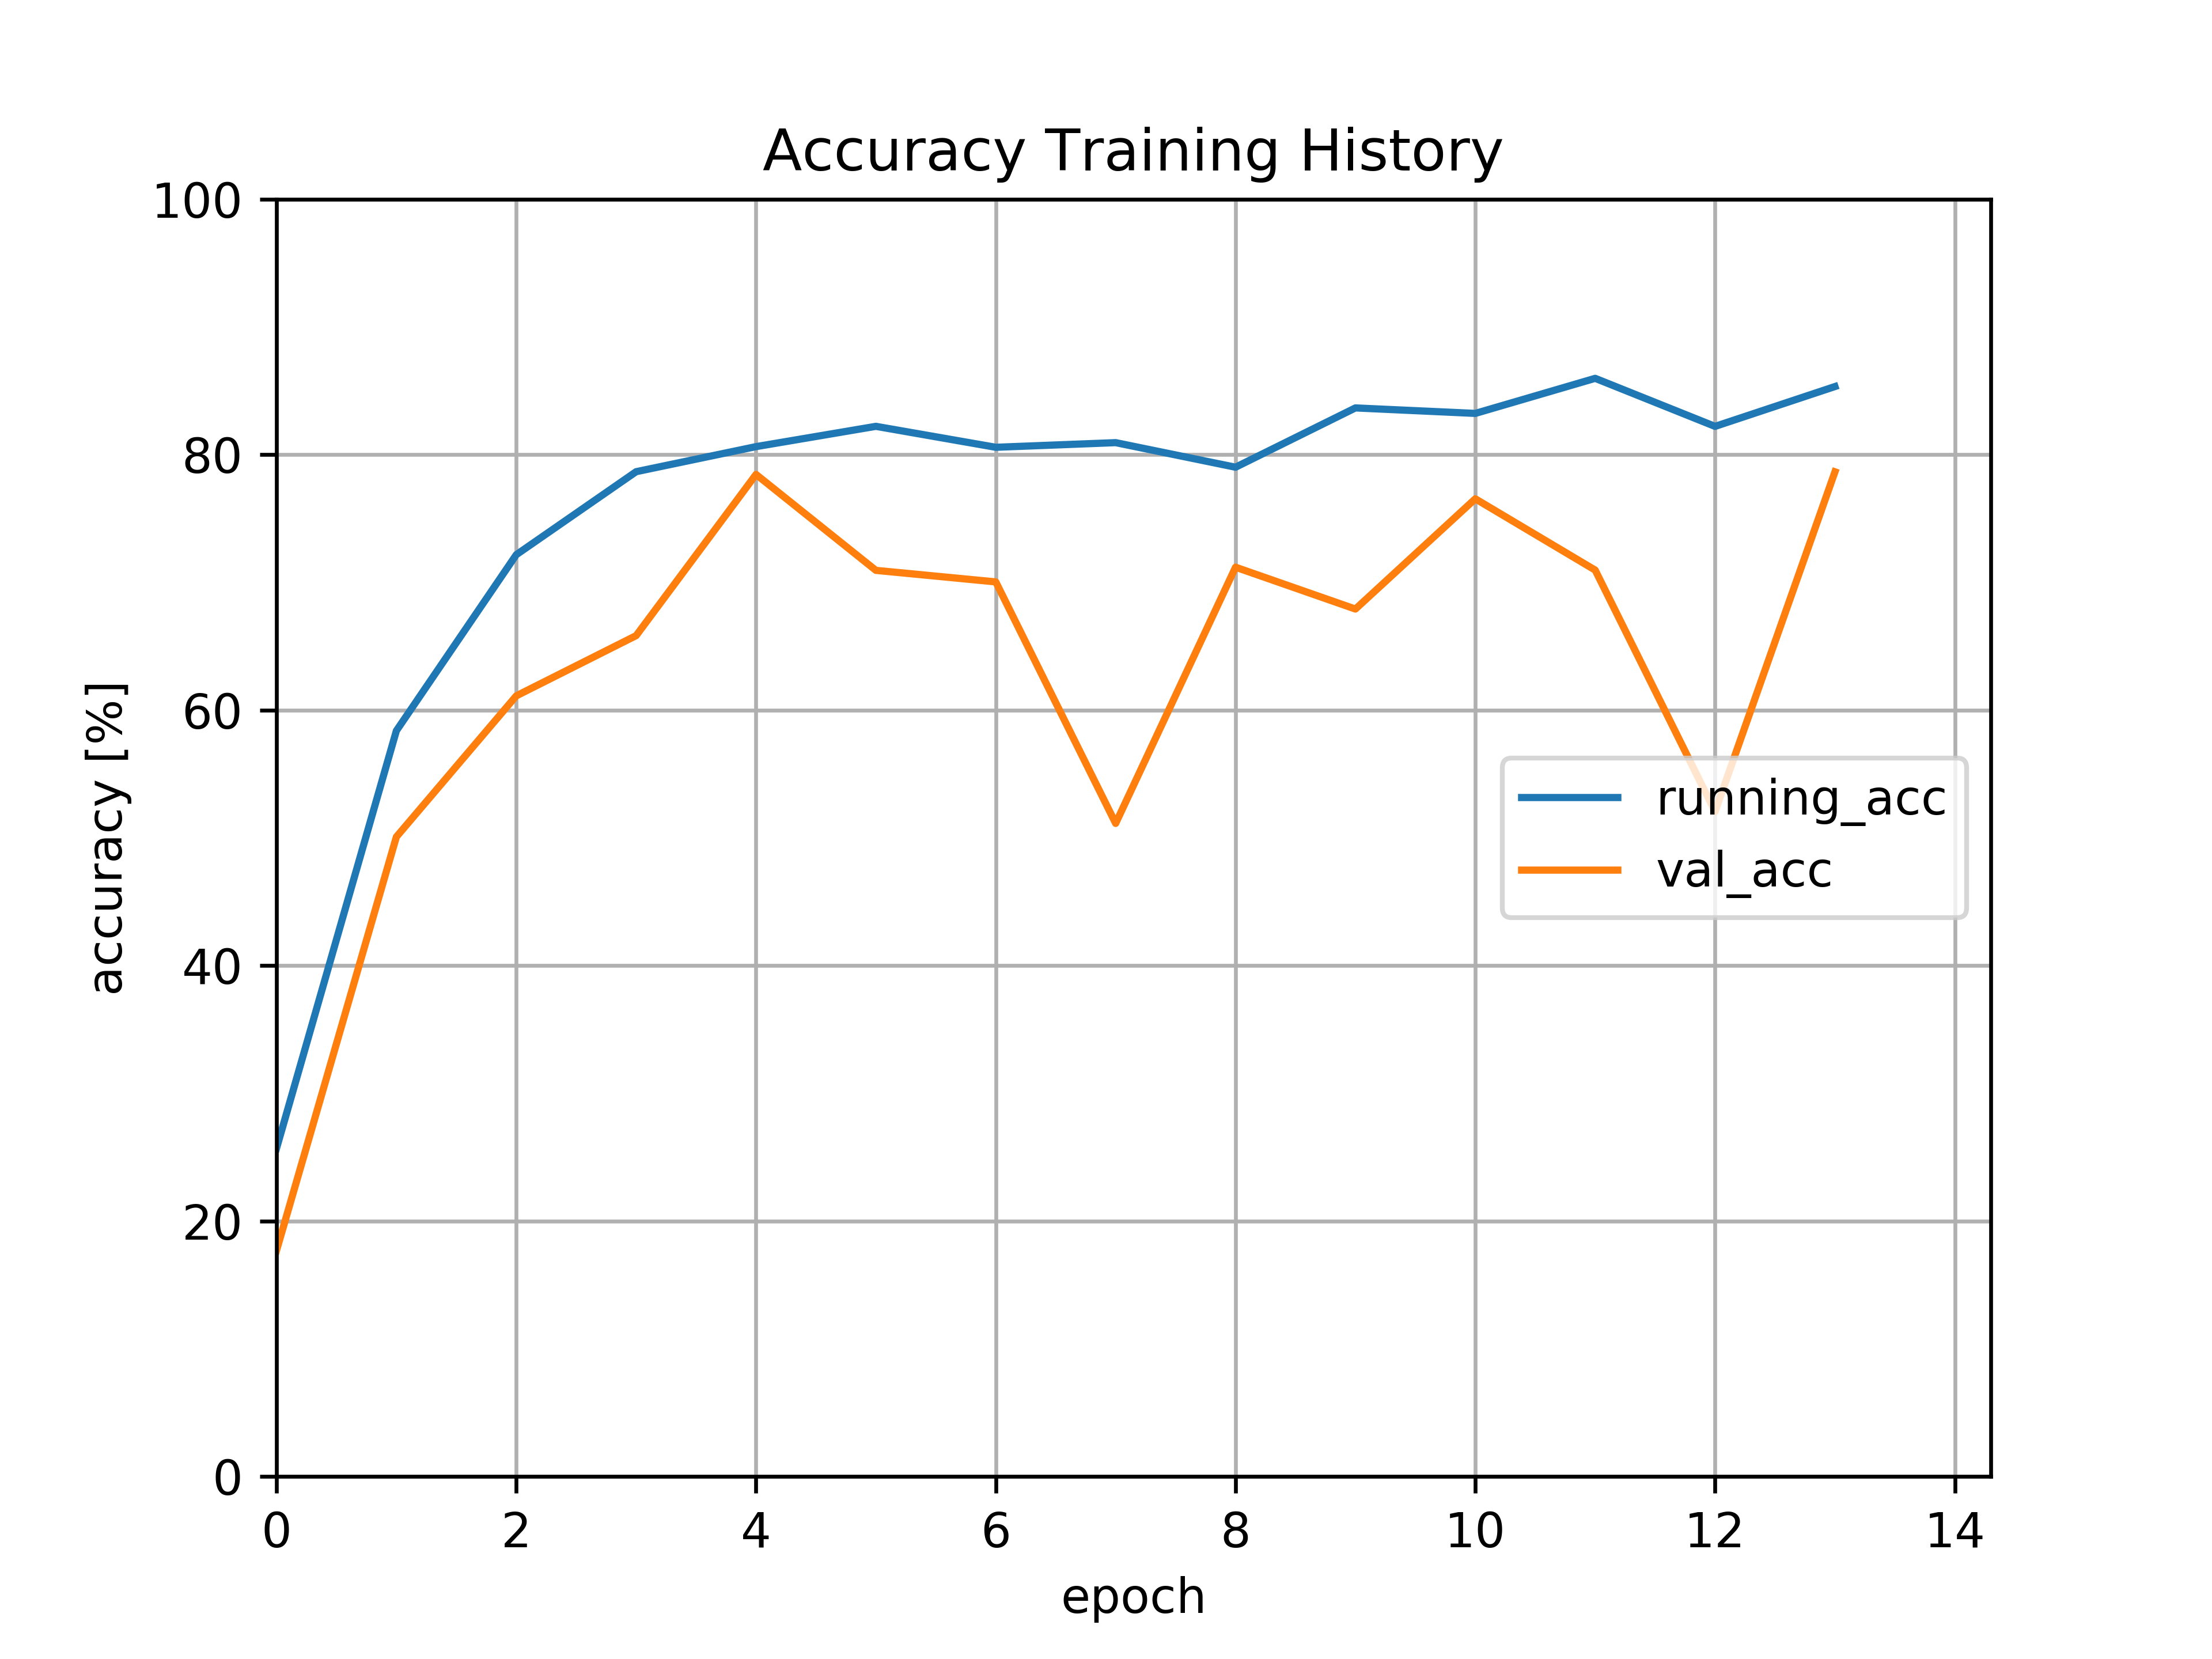 Accuracy Training History
100
80
60
40
20
0
accuracy [%]
running_acc
val_acc
0 2 4 6 8 10 12 14
epoch